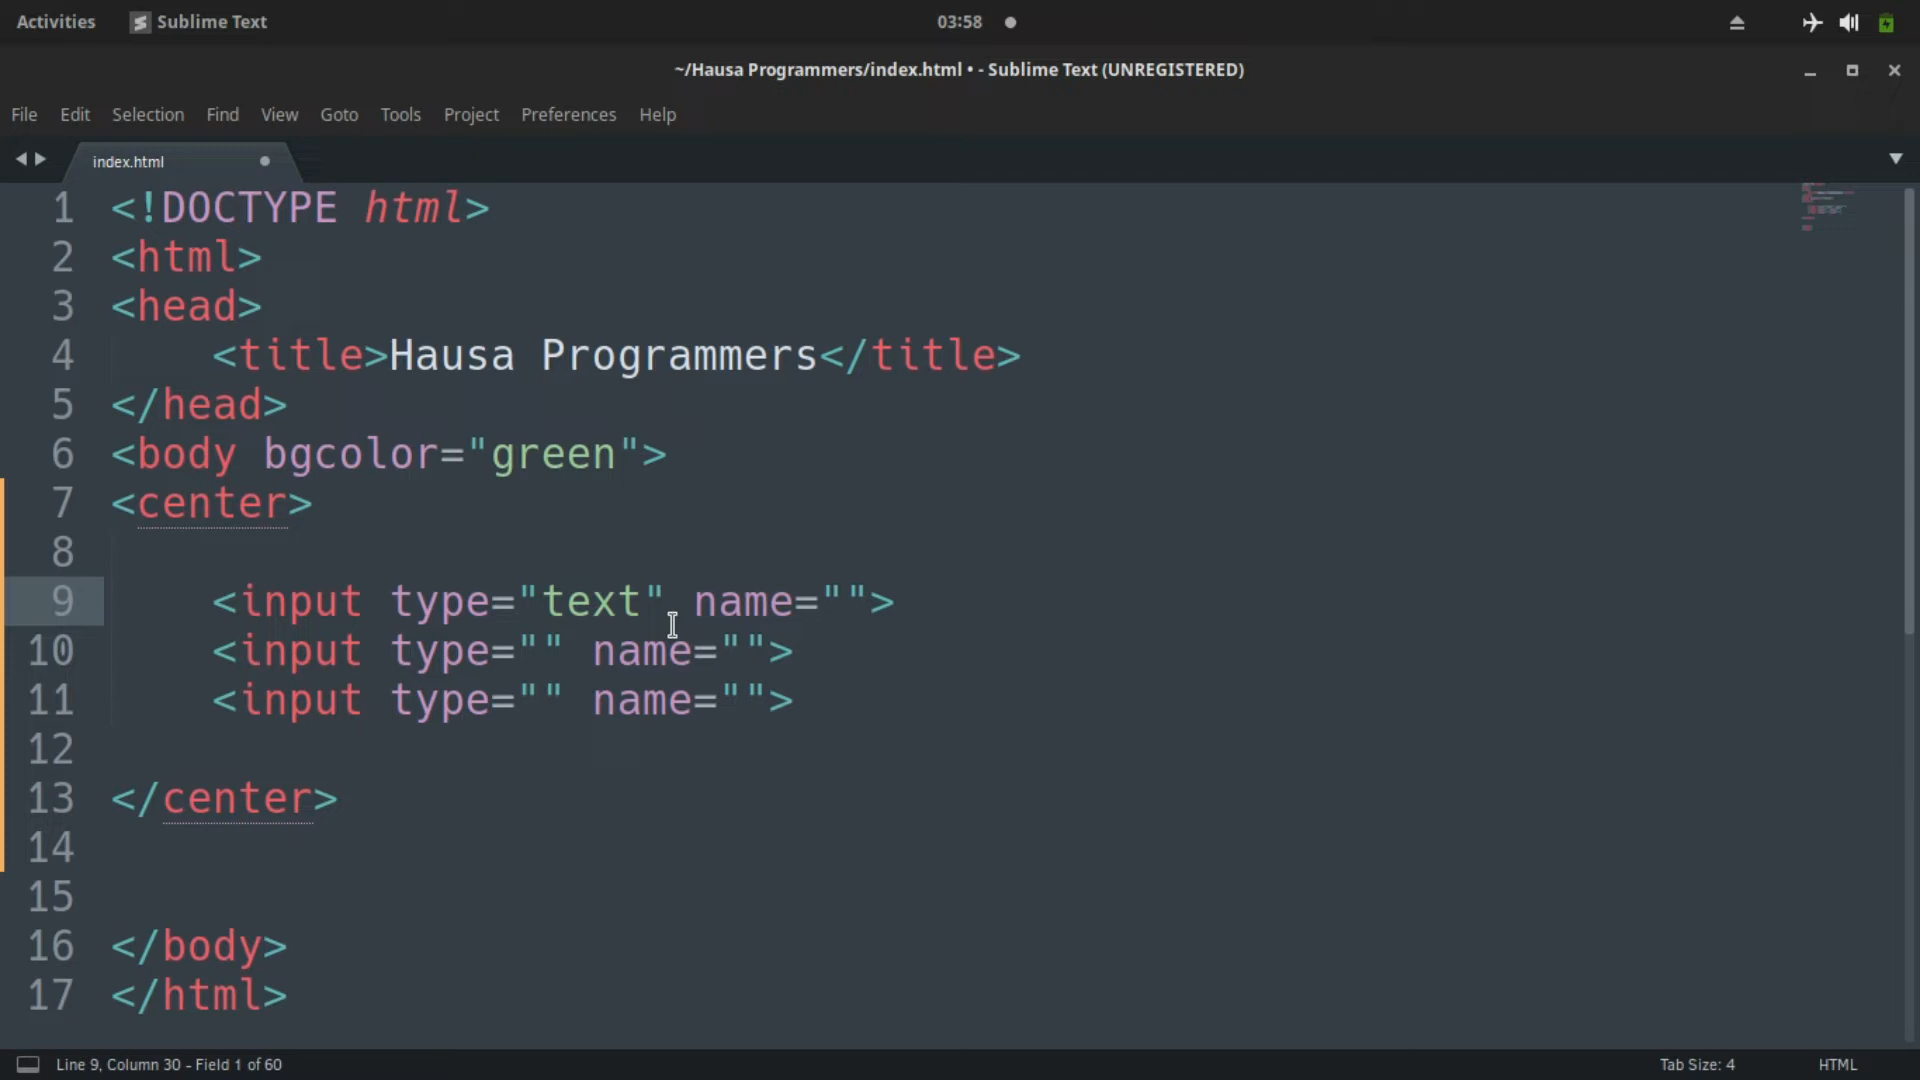 Activities Sublime Text 03:58
~/Hausa Programmers/index.html • - Sublime Text (UNREGISTERED)
File Edit Selection Find View Goto Tools Project Preferences Help
index.html
1 <!DOCTYPE html>
2 <html>
3 <head>
4 <title>Hausa Programmers</title>
5 </head>
6 <body bgcolor="green">
7 <center>
8
9 <input type="text" name="">
10 <input type="" name="">
11 <input type="" name="">
12
13 </center>
14
15
16 </body>
17 </html>
Line 9, Column 30 - Field 1 of 60 Tab Size: 4 HTML